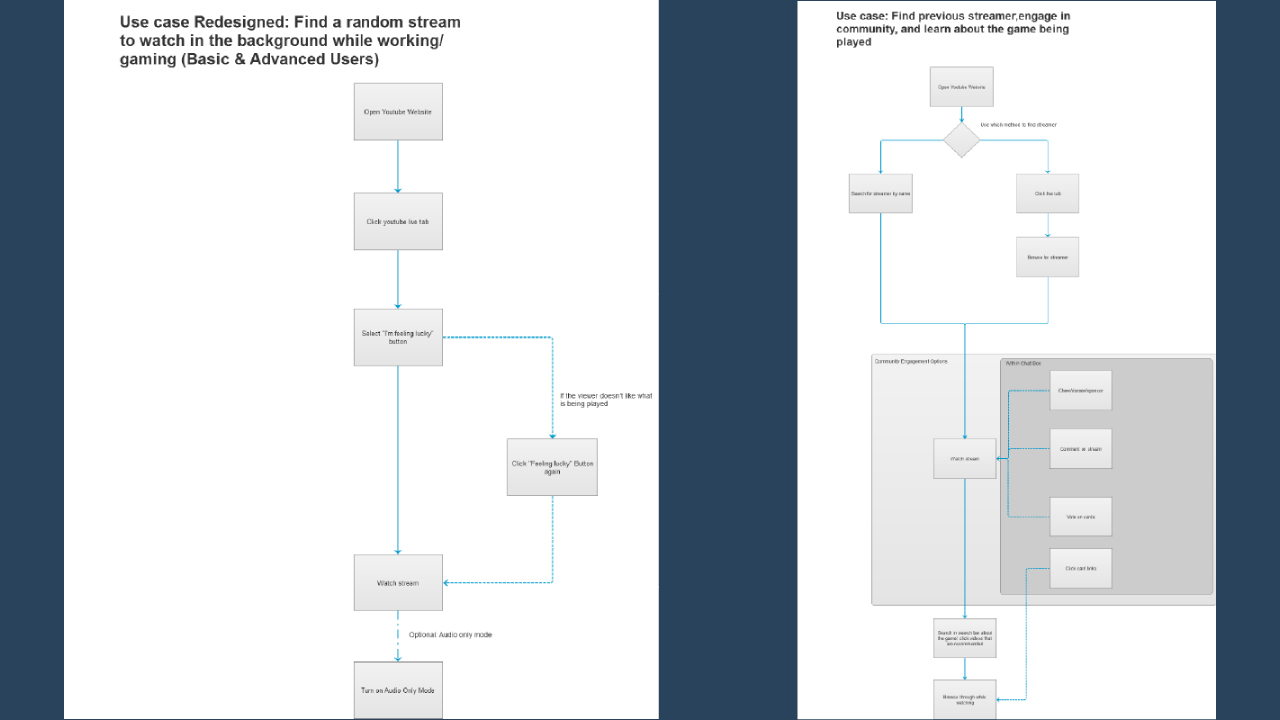 Use case Redesigned: Find a random stream
to watch in the background while working/
gaming (Basic & Advanced Users)
Open Youtube Website
Click youtube live tab
Select "I'm feeling lucky"
button
If the viewer doesn't like what
is being played
Click "Feeling lucky" Button
again
Watch stream
Optional: Audio only mode
Turn on Audio Only Mode
Use case: Find previous streamer,engage in
community, and learn about the game being
played
Open Youtube Website
Use which method to find streamer
Search for streamer by name
Click live tab
Browse for streamer
Community Engagement Options
Within Chat Box
Watch stream
Comment on stream
Vote on cards
Click card links
Search in search bar about
the game/ click videos that
are recommended
Browse through while
watching